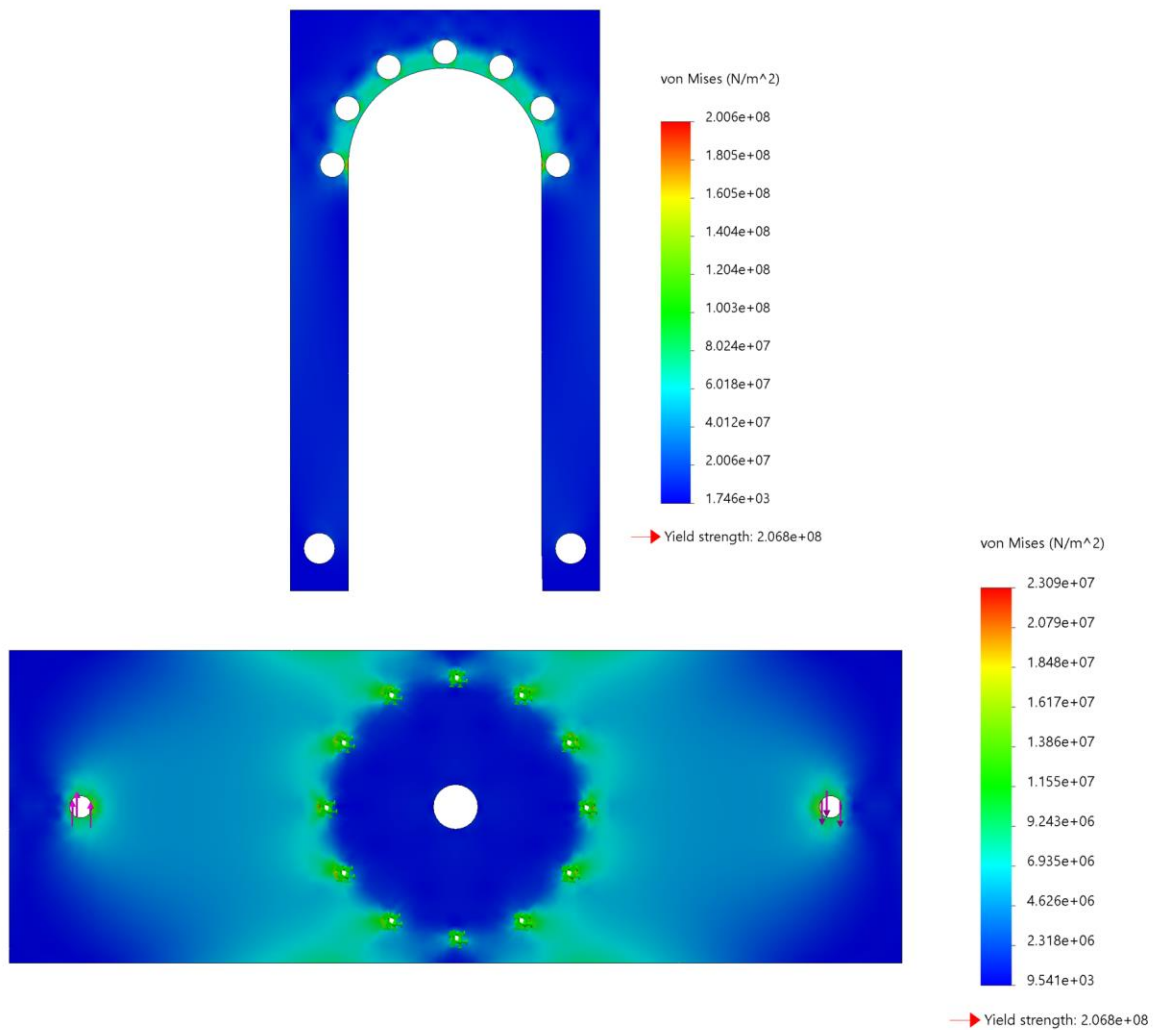 von Mises (N/m^2)
2.006e+08
1.805e+08
1.605e+08
1.404e+08
1.204e+08
1.003e+08
8.024e+07
6.018e+07
4.012e+07
2.006e+07
1.746e+03
Yield strength: 2.068e+08
von Mises (N/m^2)
2.309e+07
2.079e+07
1.848e+07
1.617e+07
1.386e+07
1.155e+07
9.243e+06
6.935e+06
4.626e+06
2.318e+06
9.541e+03
Yield strength: 2.068e+08